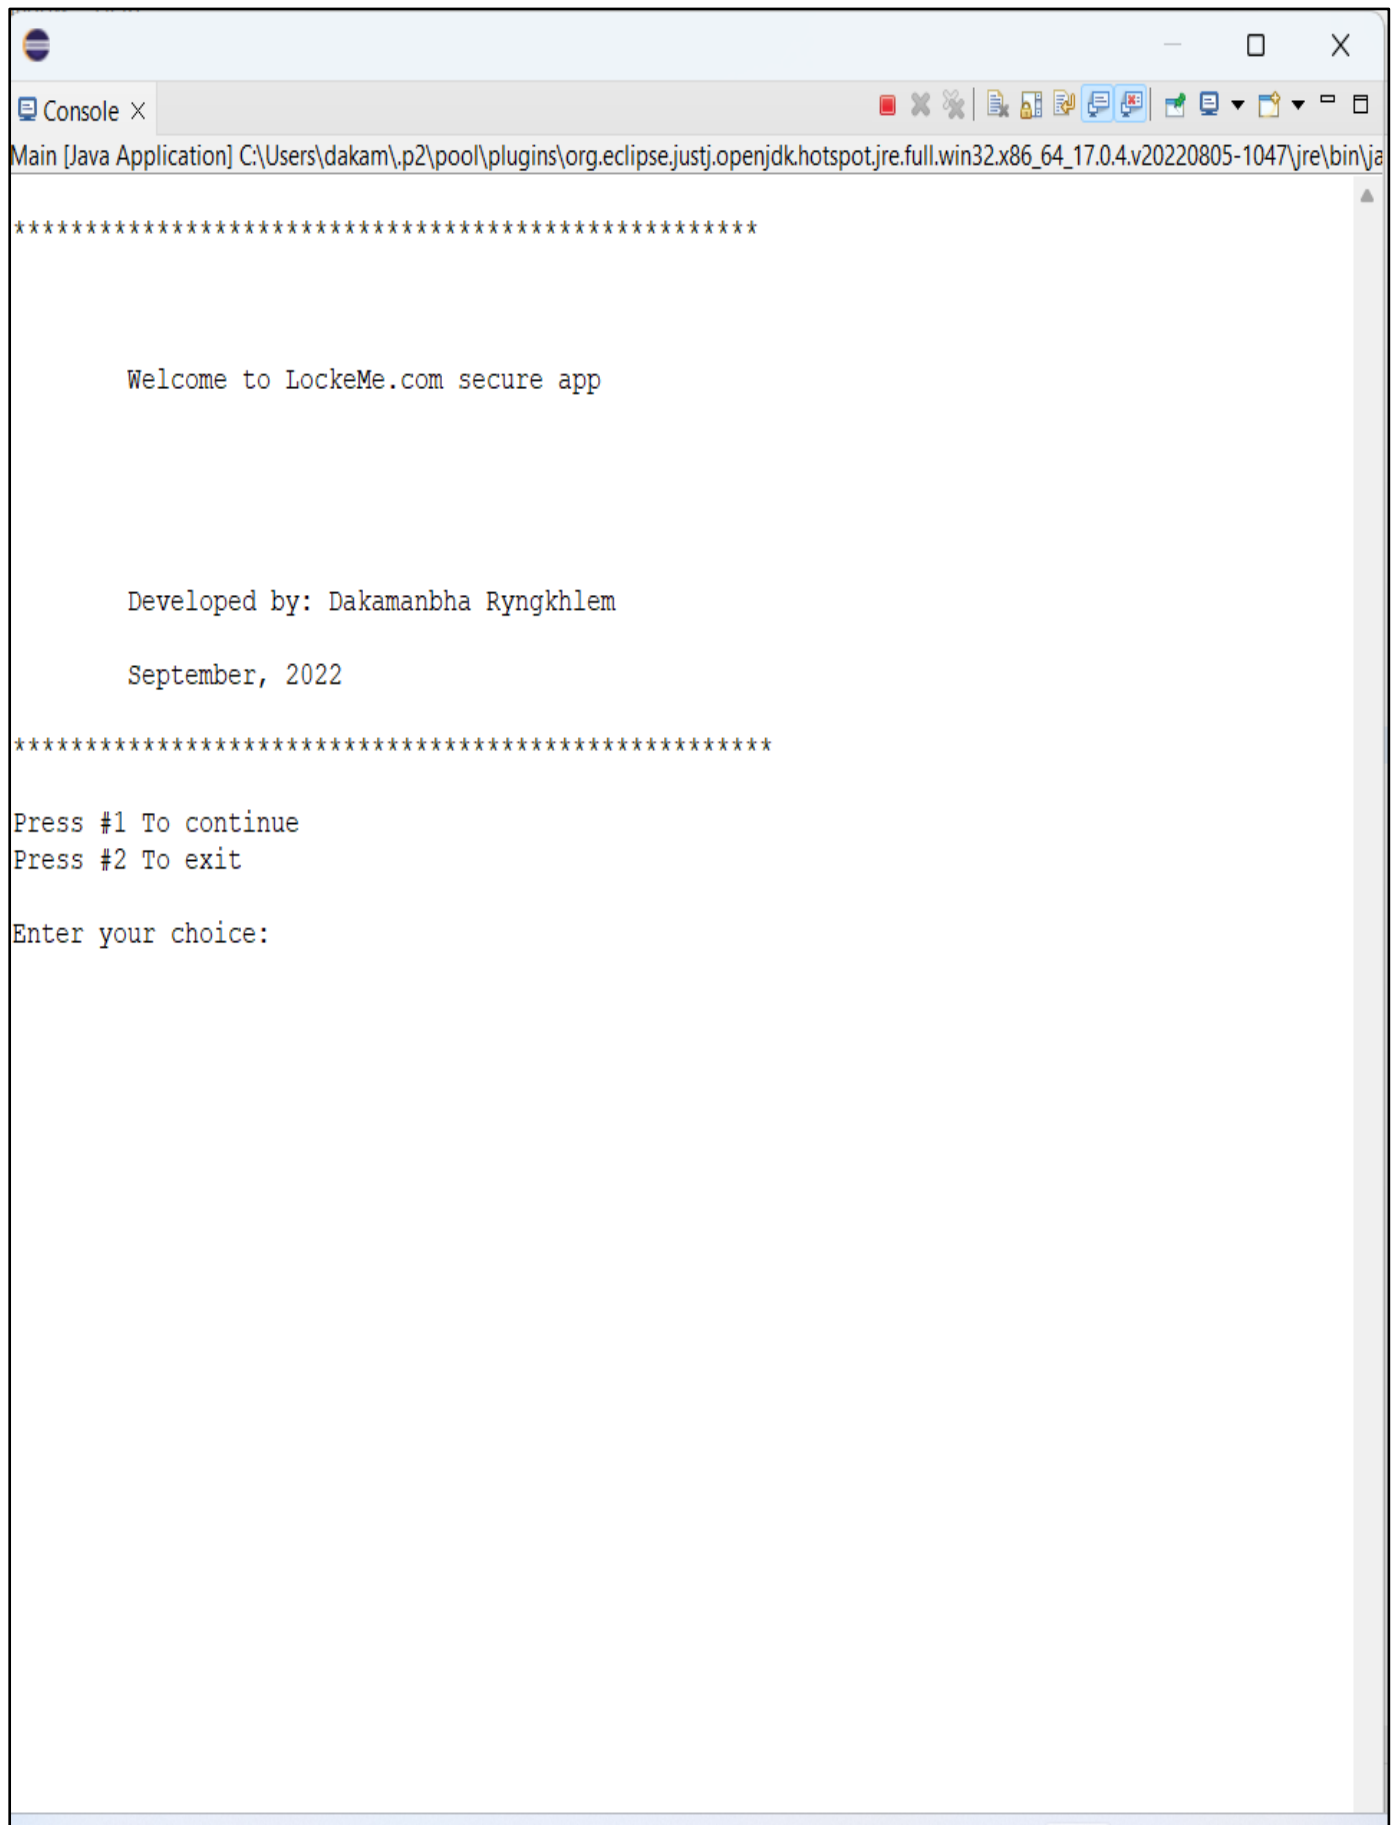 Console
Main [Java Application] C:\Users\dakam\.p2\pool\plugins\org.eclipse.justj.openjdk.hotspot.jre.full.win32.x86_64_17.0.4.v20220805-1047\jre\bin\ja
****************************************************
Welcome to LockeMe.com secure app
Developed by: Dakamanbha Ryngkhlem
September, 2022
*****************************************************
Press #1 To continue
Press #2 To exit
Enter your choice: